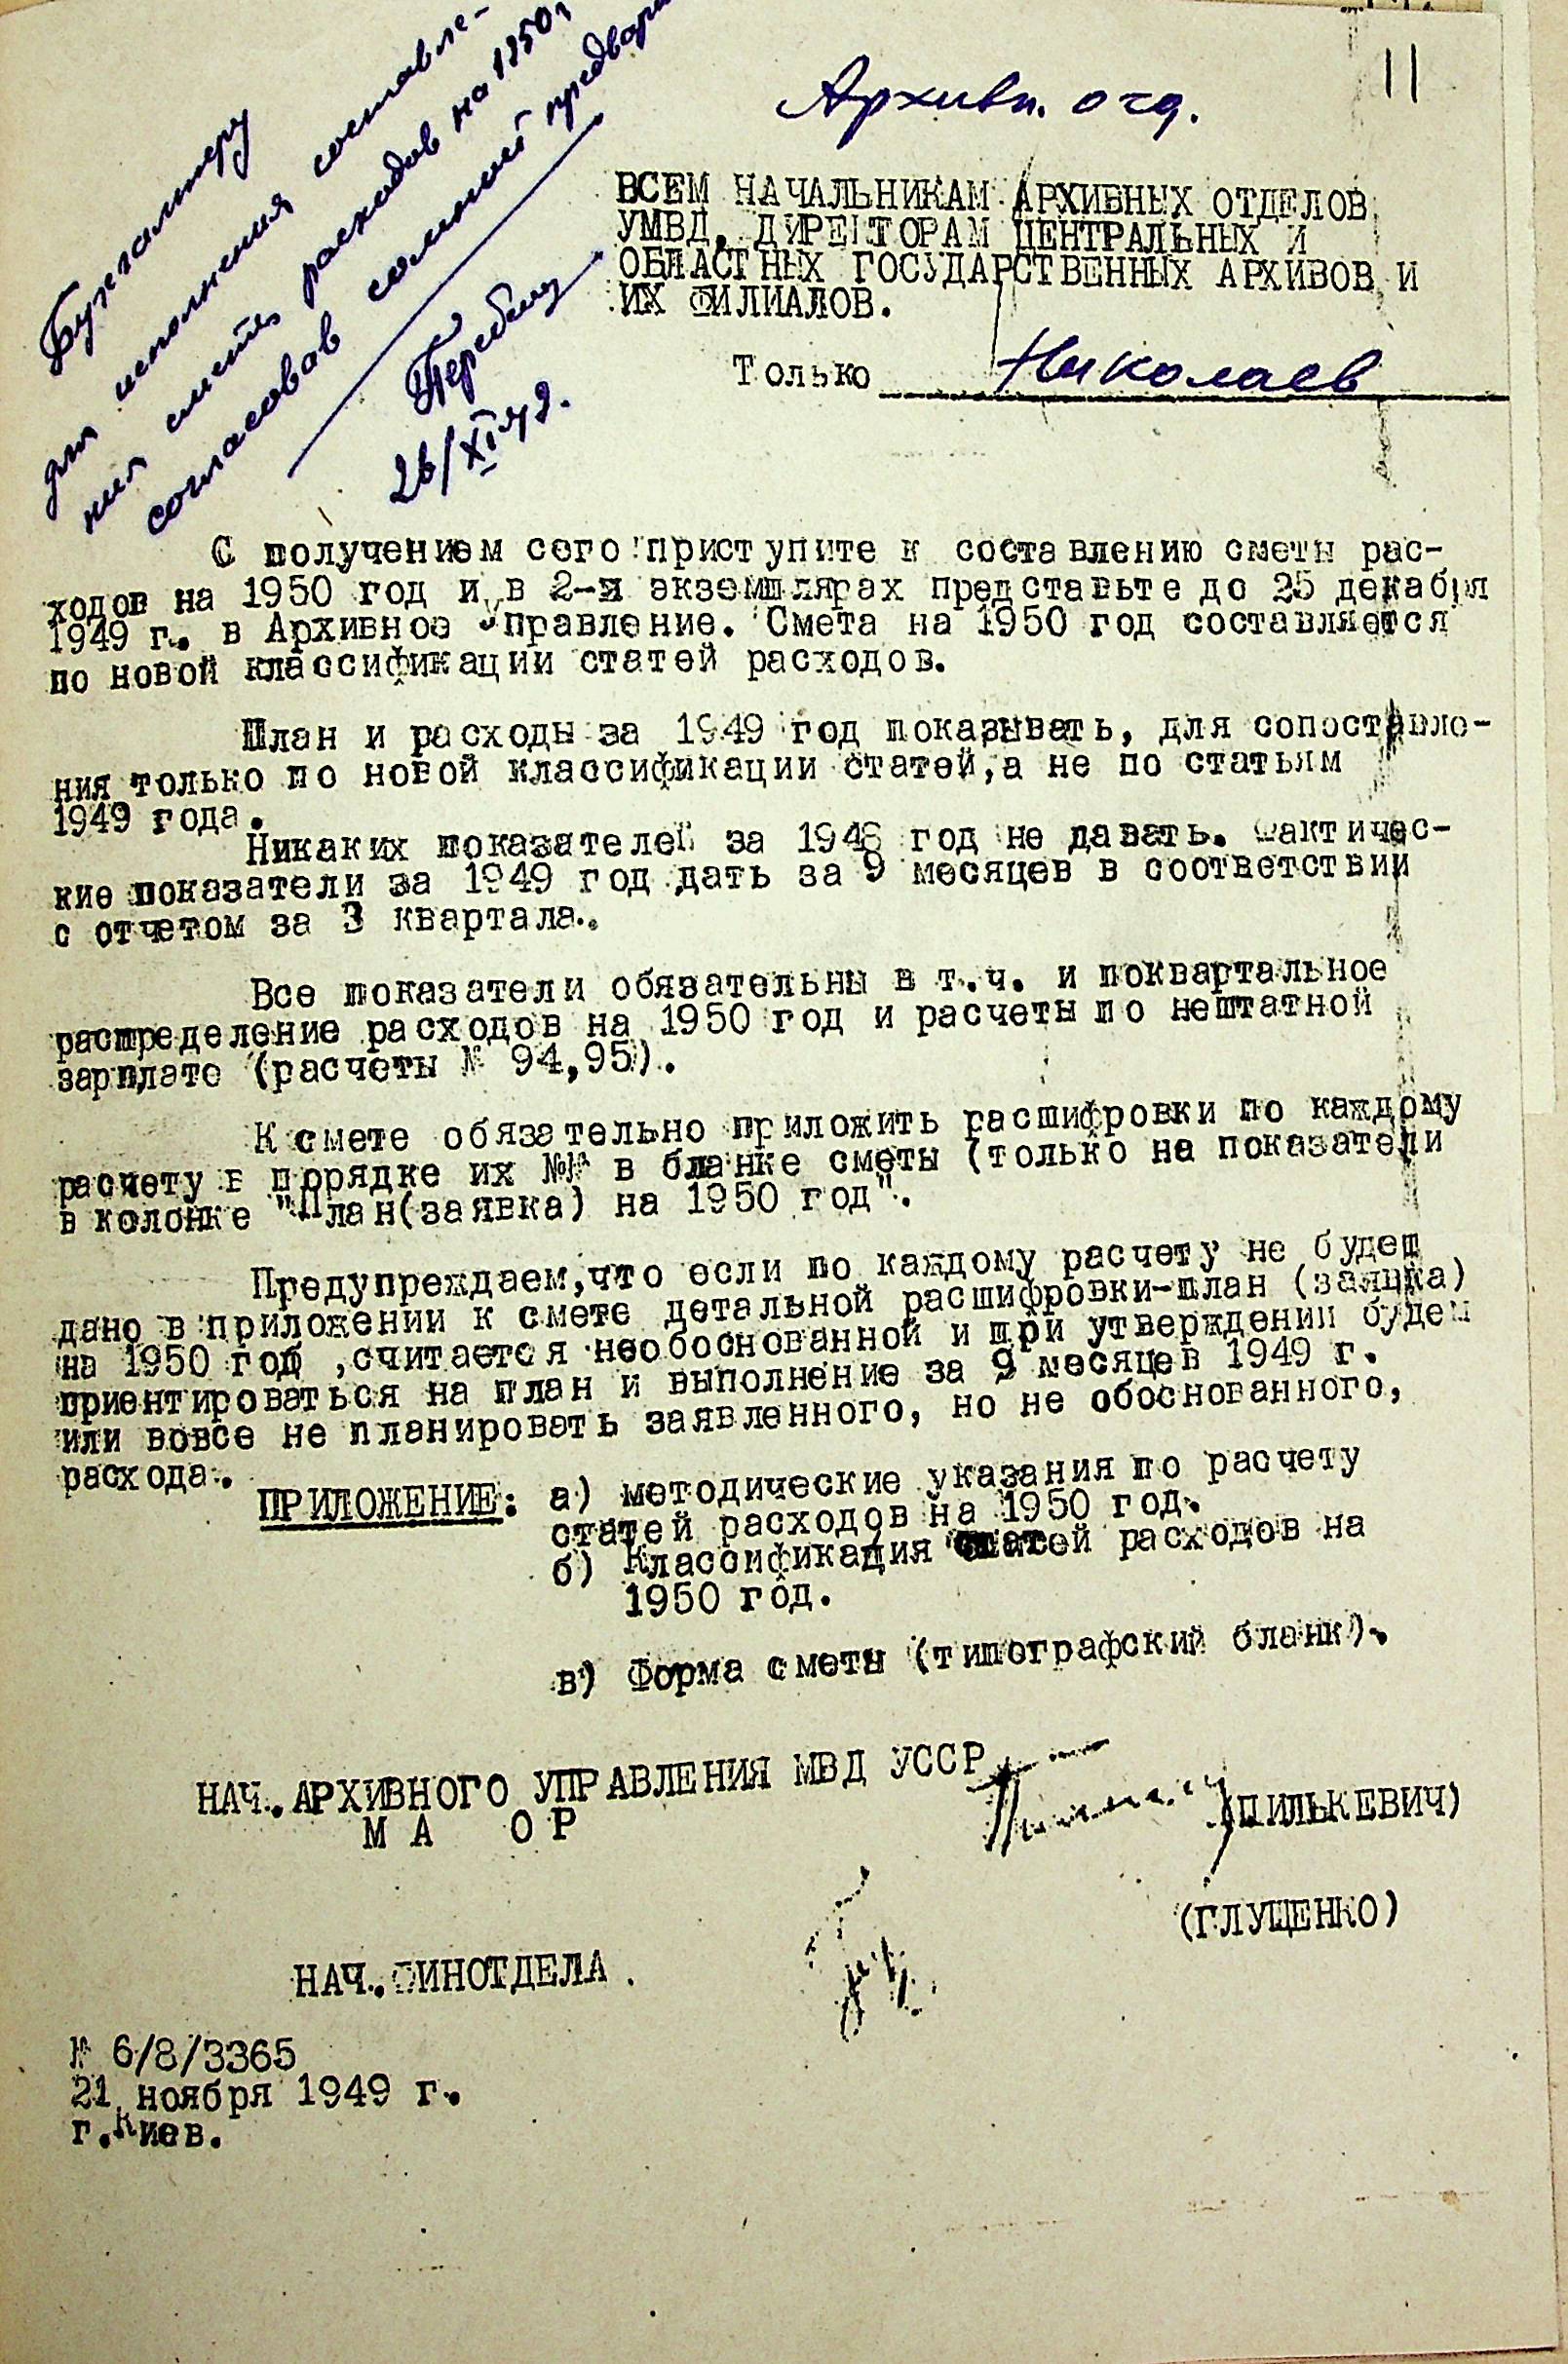 11
Архивн. отд.
Бухгалтеру
для исполнения составле-
ния сметы расходов на 1950 г.
согласовав со мной предвар
26/XI 49.
ВСЕМ НАЧАЛЬНИКАМ АРХИВНЫХ ОТДЕЛОВ
УМВД, ДИРЕКТОРАМ ЦЕНТРАЛЬНЫХ И
ОБЛАСТНЫХ ГОСУДАРСТВЕННЫХ АРХИВОВ И
ИХ ФИЛИАЛОВ.
Только Николаев
С получением сего приступите к составлению сметы рас-
ходов на 1950 год и в 2-х экземплярах представьте до 25 декабря
1949 г. в Архивное Управление. Смета на 1950 год составляется
по новой классификации статей расходов.
План и расходы за 1949 год показывать, для сопоставле-
ния только по новой классификации статей, а не по статьям
1949 года.
Никаких показателей за 1948 год не давать. Фактичес-
кие показатели за 1949 год дать за 9 месяцев в соответствии
с отчетом за 3 квартала.
Все показатели обязательны в т.ч. и поквартальное
распределение расходов на 1950 год и расчеты по нештатной
зарплате (расчеты № 94,95).
К смете обязательно приложить расшифровки по каждому
расчету в порядке их №№ в бланке сметы (только на показатели
в колонке "План(заявка) на 1950 год".
Предупреждаем, что если по каждому расчету не будет
дано в приложении к смете детальной расшифровки-план (заявка)
на 1950 год, считается необоснованной и при утверждении будем
ориентироваться на план и выполнение за 9 месяцев 1949 г.
или вовсе не планировать заявленного, но не обоснованного,
расхода.
ПРИЛОЖЕНИЕ: а) методические указания по расчету
статей расходов на 1950 год.
б) Классификация статей расходов на
1950 год.
в) Форма сметы (типографский бланк).
НАЧ. АРХИВНОГО УПРАВЛЕНИЯ МВД УССР
МА ОР
(ПИЛЬКЕВИЧ)
(ГЛУЩЕНКО)
НАЧ. ФИНОТДЕЛА
№ 6/8/3365
21 ноября 1949 г.
г. Киев.